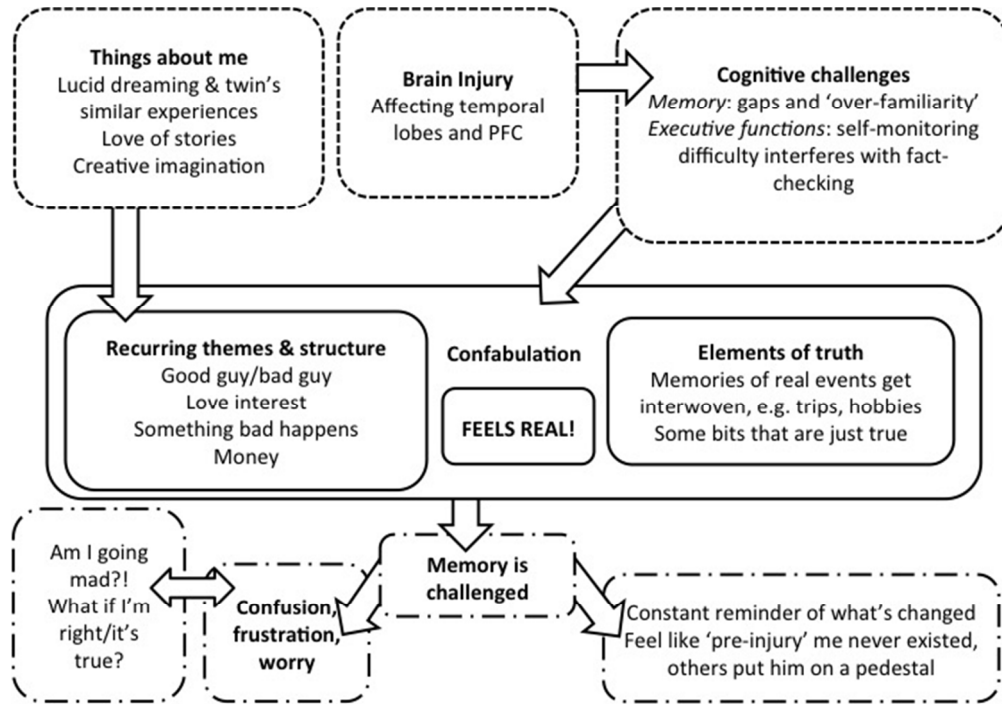 Things about me
Lucid dreaming & twin's
similar experiences
Love of stories
Creative imagination
Brain Injury
Affecting temporal
lobes and PFC
Cognitive challenges
Memory: gaps and 'over-familiarity'
Executive functions: self-monitoring
difficulty interferes with fact-
checking
Recurring themes & structure
Good guy/bad guy
Love interest
Something bad happens
Money
Confabulation
FEELS REAL!
Elements of truth
Memories of real events get
interwoven, e.g. trips, hobbies
Some bits that are just true
Am I going
mad?!
What if I'm
right/it's
true?
Confusion,
frustration,
worry
Memory is
challenged
Constant reminder of what's changed
Feel like 'pre-injury' me never existed,
others put him on a pedestal